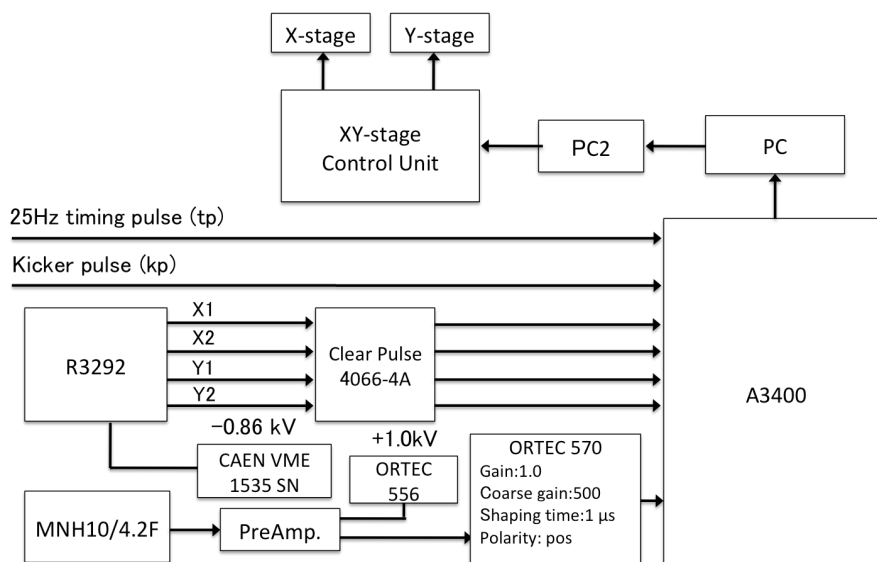 X-stage
Y-stage
XY-stage
Control Unit
PC2
PC
25Hz timing pulse (tp)
Kicker pulse (kp)
X1
X2
Y1
Y2
R3292
Clear Pulse
4066-4A
A3400
−0.86 kV
+1.0kV
CAEN VME
1535 SN
ORTEC
556
ORTEC 570
Gain:1.0
Coarse gain:500
Shaping time:1 μs
Polarity: pos
MNH10/4.2F
PreAmp.